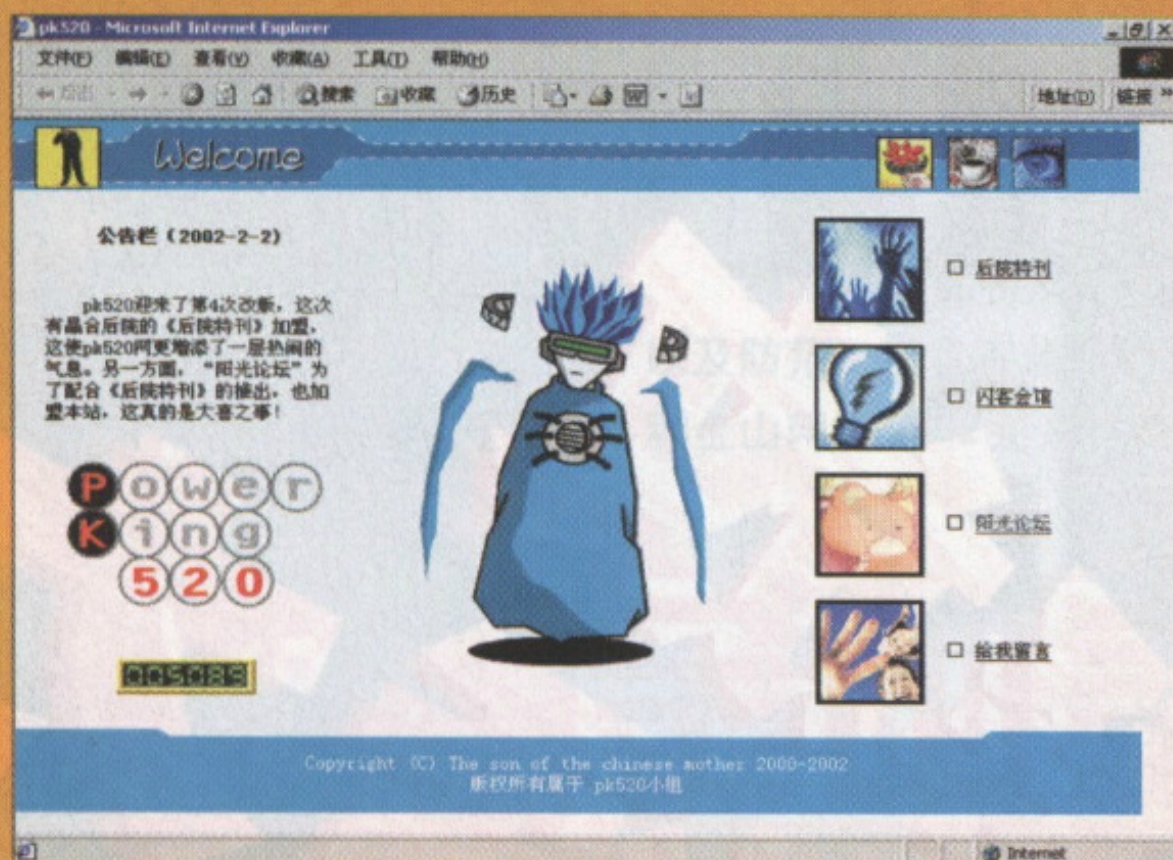 pk520 - Microsoft Internet Explorer
文件(F) 编辑(E) 查看(V) 收藏(A) 工具(T) 帮助(H)
后退 搜索 收藏 历史 地址(D) 链接 »
Welcome
公告栏（2002-2-2）
pk520迎来了第4次改版，这次
有晶合后院的《后院特刊》加盟，
这使pk520网更增添了一层热闹的
气息。另一方面，“阳光论坛”为
了配合《后院特刊》的推出，也加
盟本站，这真的是大喜之事！
Power
King
520
005089
后院特刊
闪客会馆
阳光论坛
给我留言
Copyright (C) The son of the chinese mother 2000-2002
版权所有属于 pk520小组
Internet